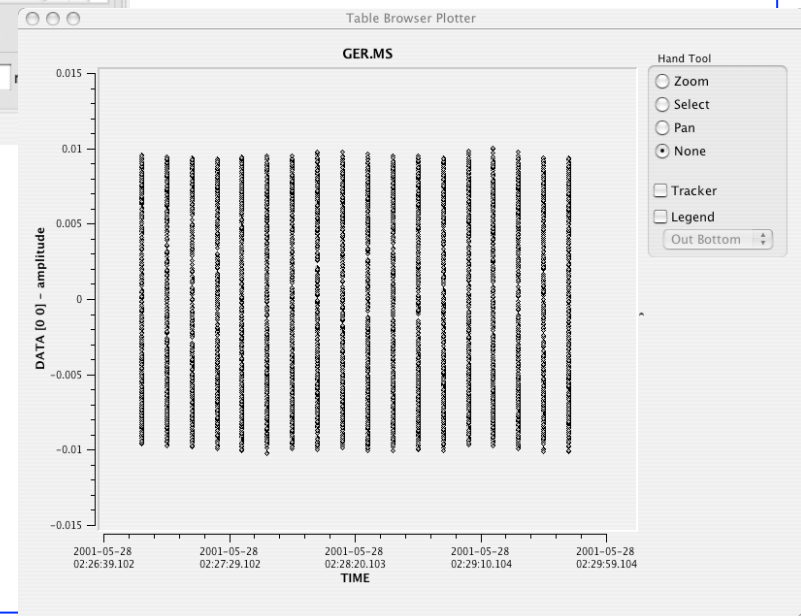 Table Browser Plotter
GER.MS
Hand Tool
Zoom
Select
Pan
None
Tracker
Legend
Out Bottom
DATA [0 0] - amplitude
0.015
0.01
0.005
0
-0.005
-0.01
-0.015
2001-05-28 2001-05-28 2001-05-28 2001-05-28 2001-05-28
02:26:39.102 02:27:29.102 02:28:20.103 02:29:10.104 02:29:59.104
TIME